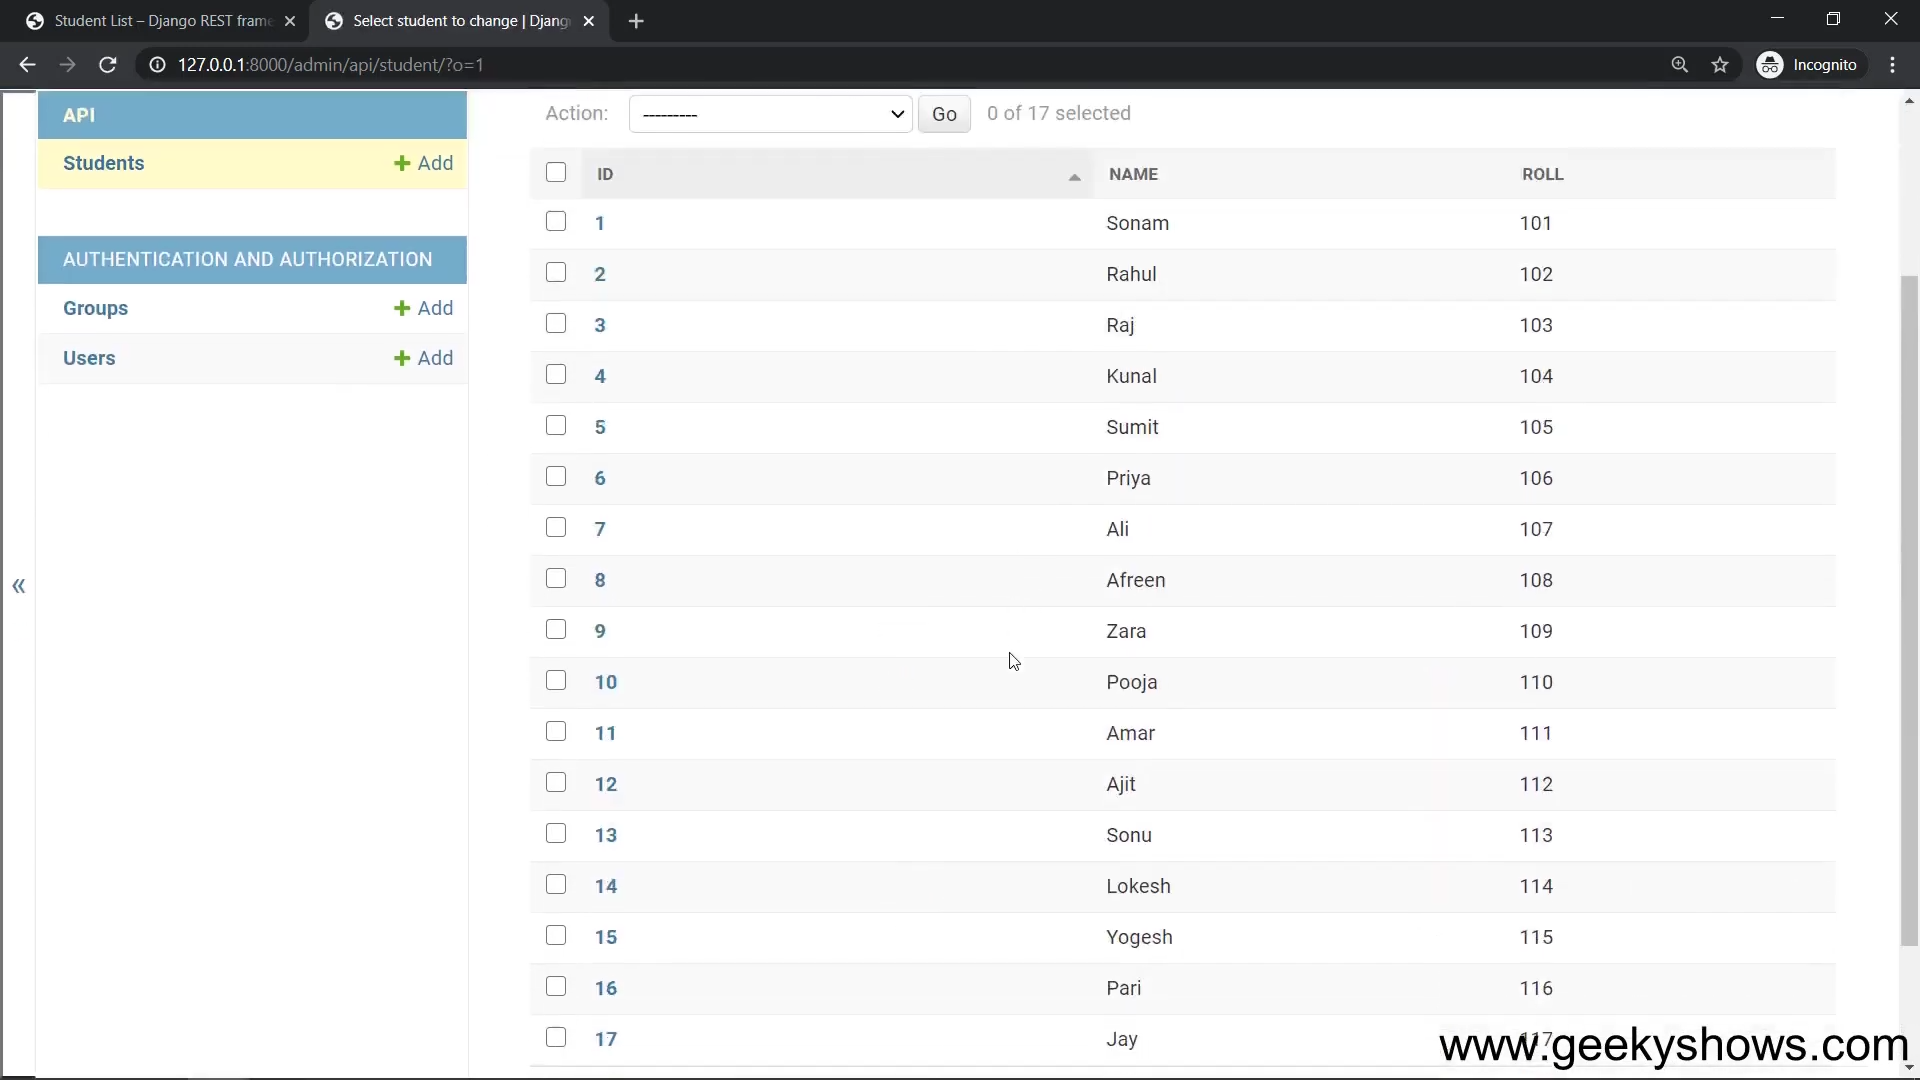 Student List – Django REST frame
Select student to change | Djang
127.0.0.1:8000/admin/api/student/?o=1
Incognito
API
Students + Add
AUTHENTICATION AND AUTHORIZATION
Groups + Add
Users + Add
«
Action: --------- Go 0 of 17 selected
ID NAME ROLL
1 Sonam 101
2 Rahul 102
3 Raj 103
4 Kunal 104
5 Sumit 105
6 Priya 106
7 Ali 107
8 Afreen 108
9 Zara 109
10 Pooja 110
11 Amar 111
12 Ajit 112
13 Sonu 113
14 Lokesh 114
15 Yogesh 115
16 Pari 116
17 Jay 117
www.geekyshows.com